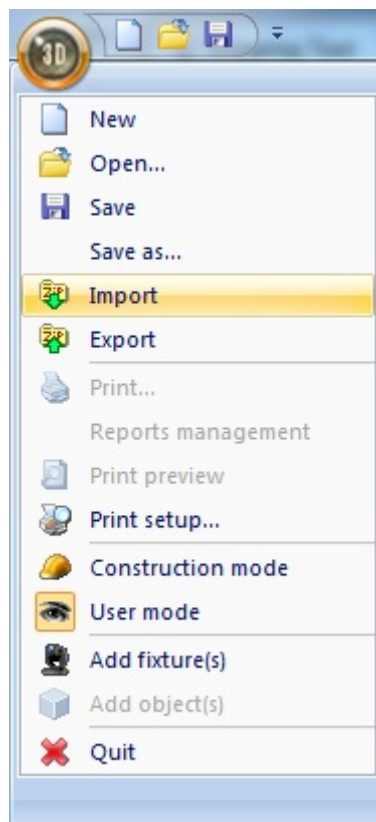 3D
New
Open...
Save
Save as...
Import
Export
Print...
Reports management
Print preview
Print setup...
Construction mode
User mode
Add fixture(s)
Add object(s)
Quit